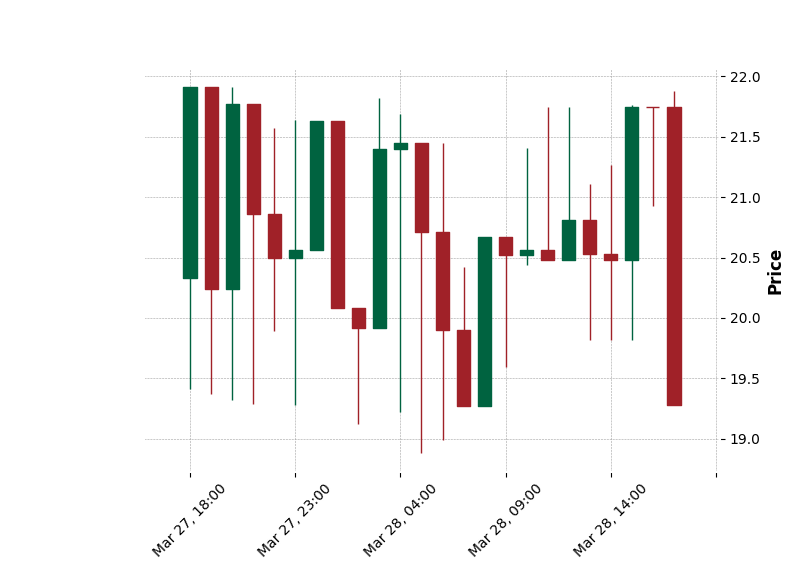 22.0
21.5
21.0
20.5
20.0
19.5
19.0
Price
Mar 27, 18:00
Mar 27, 23:00
Mar 28, 04:00
Mar 28, 09:00
Mar 28, 14:00